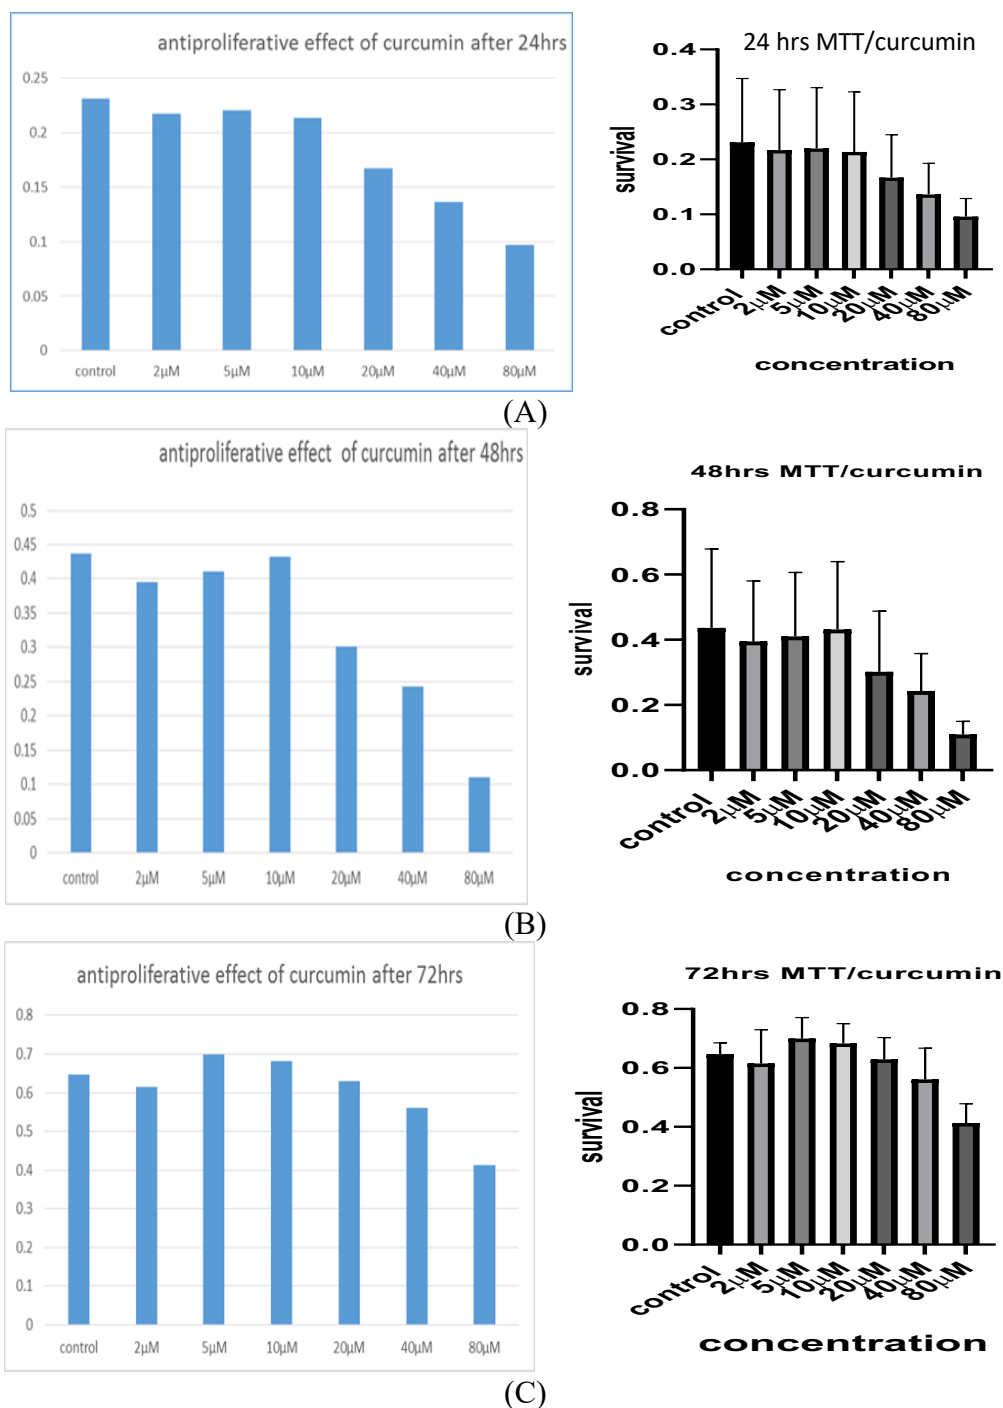 antiproliferative effect of curcumin after 24hrs
0.25
0.2
0.15
0.1
0.05
0
control 2μM 5μM 10μM 20μM 40μM 80μM
24 hrs MTT/curcumin
0.4
0.3
0.2
0.1
0.0
survival
control 2μM 5μM 10μM 20μM 40μM 80μM
concentration
(A)
antiproliferative effect of curcumin after 48hrs
0.5
0.45
0.4
0.35
0.3
0.25
0.2
0.15
0.1
0.05
0
control 2μM 5μM 10μM 20μM 40μM 80μM
48hrs MTT/curcumin
0.8
0.6
0.4
0.2
0.0
survival
control 2μM 5μM 10μM 20μM 40μM 80μM
concentration
(B)
antiproliferative effect of curcumin after 72hrs
0.8
0.7
0.6
0.5
0.4
0.3
0.2
0.1
0
control 2μM 5μM 10μM 20μM 40μM 80μM
72hrs MTT/curcumin
0.8
0.6
0.4
0.2
0.0
survival
control 2μM 5μM 10μM 20μM 40μM 80μM
concentration
(C)